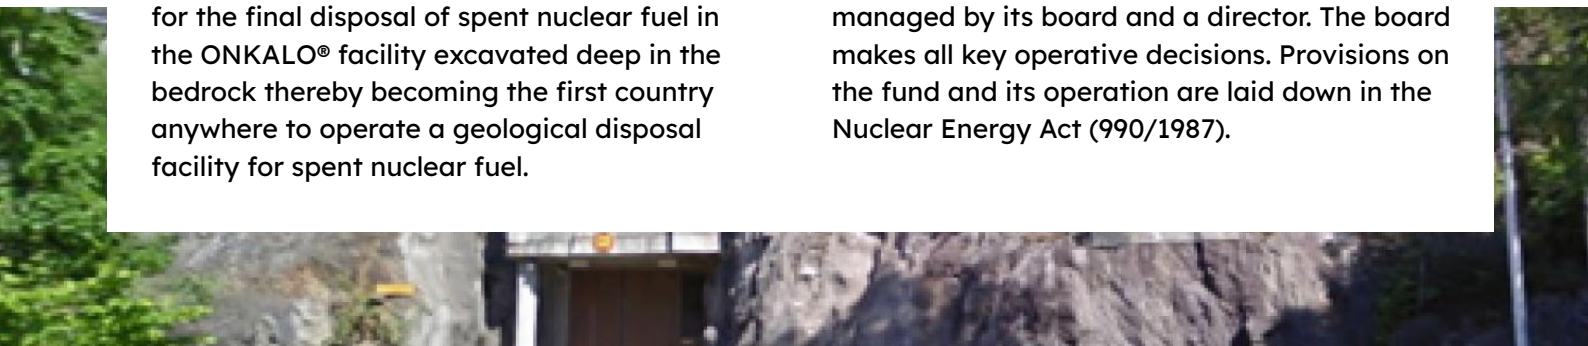 for the final disposal of spent nuclear fuel in
the ONKALO® facility excavated deep in the
bedrock thereby becoming the first country
anywhere to operate a geological disposal
facility for spent nuclear fuel.
managed by its board and a director. The board
makes all key operative decisions. Provisions on
the fund and its operation are laid down in the
Nuclear Energy Act (990/1987).